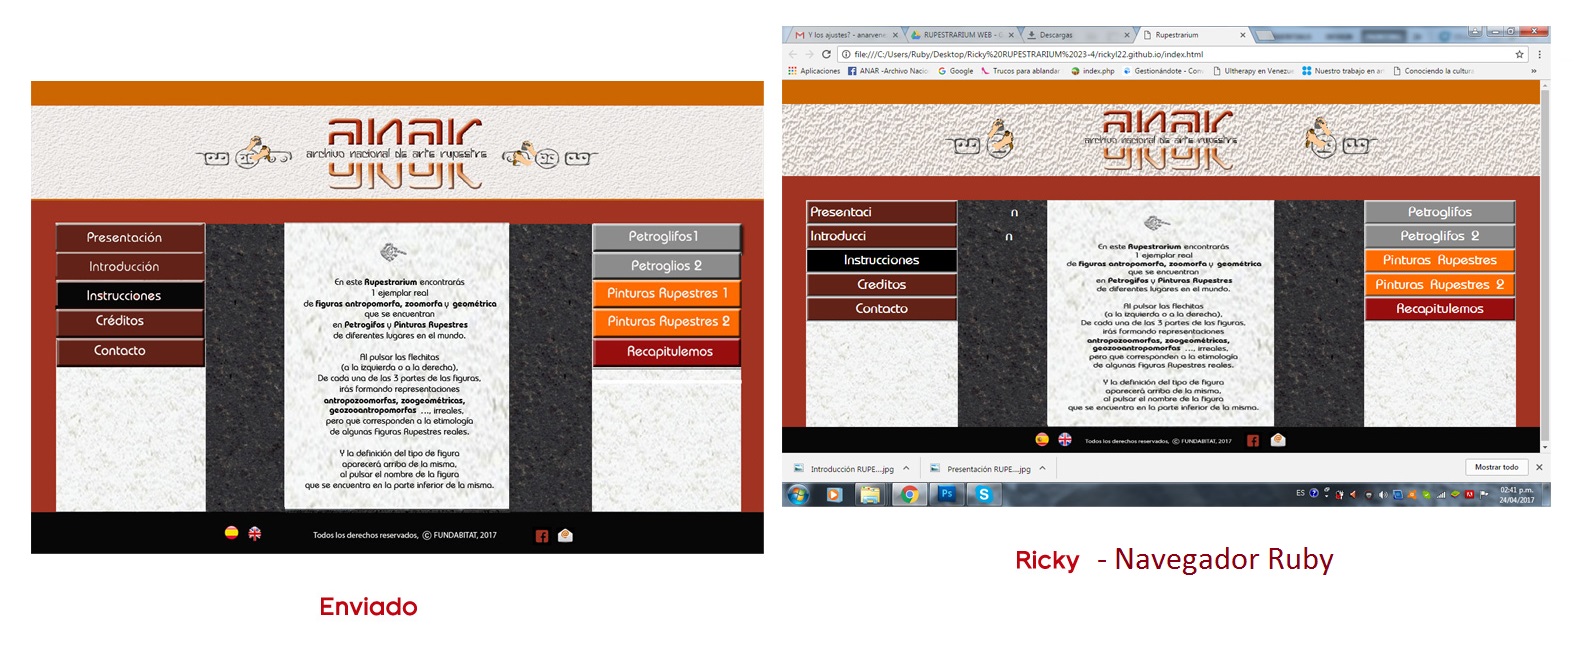 anar
archivo nacional de arte rupestre
Presentación
Introducción
Instrucciones
Créditos
Contacto
En este Rupestrarium encontrarás
1 ejemplar real
de figuras antropomorfa, zoomorfa y geométrica
que se encuentran
en Petrogifos y Pinturas Rupestres
de diferentes lugares en el mundo.
Al pulsar las flechitas
(a la izquierda o a la derecha),
De cada una de las 3 partes de las figuras,
irás formando representaciones
antropozoomorfas, zoogeométricas,
geozooantropomorfas ...., irreales,
pero que corresponden a la etimología
de algunas Figuras Rupestres reales.
Y la definición del tipo de figura
aparecerá arriba de la misma,
al pulsar el nombre de la figura
que se encuentra en la parte inferior de la misma.
Petroglifos1
Petroglios 2
Pinturas Rupestres 1
Pinturas Rupestres 2
Recapitulemos
Todos los derechos reservados, © FUNDABITAT, 2017
Enviado
Y los ajustes? - anarvene
RUPESTRARIUM WEB - G
Descargas
Rupestrarium
file:///C:/Users/Ruby/Desktop/Ricky%20RUPESTRARIUM%2023-4/rickyl22.github.io/index.html
Aplicaciones
ANAR -Archivo Nacio
Google
Trucos para ablandar
index.php
Gestionándote - Con
Ultherapy en Venezue
Nuestro trabajo en ar
Conociendo la cultura
»
anar
archivo nacional de arte rupestre
Presentaci n
Introducci n
Instrucciones
Creditos
Contacto
En este Rupestrarium encontrarás
1 ejemplar real
de figuras antropomorfa, zoomorfa y geométrica
que se encuentran
en Petrogifos y Pinturas Rupestres
de diferentes lugares en el mundo.
Al pulsar las flechitas
(a la izquierda o a la derecha),
De cada una de las 3 partes de las figuras,
irás formando representaciones
antropozoomorfas, zoogeométricas,
geozooantropomorfas ...., irreales,
pero que corresponden a la etimología
de algunas Figuras Rupestres reales.
Y la definición del tipo de figura
aparecerá arriba de la misma,
al pulsar el nombre de la figura
que se encuentra en la parte inferior de la misma.
Petroglifos
Petroglifos 2
Pinturas Rupestres
Pinturas Rupestres 2
Recapitulemos
Todos los derechos reservados, © FUNDABITAT, 2017
Introducción RUPE....jpg
Presentación RUPE....jpg
Mostrar todo
Ps
ES
02:41 p.m.
24/04/2017
Ricky - Navegador Ruby